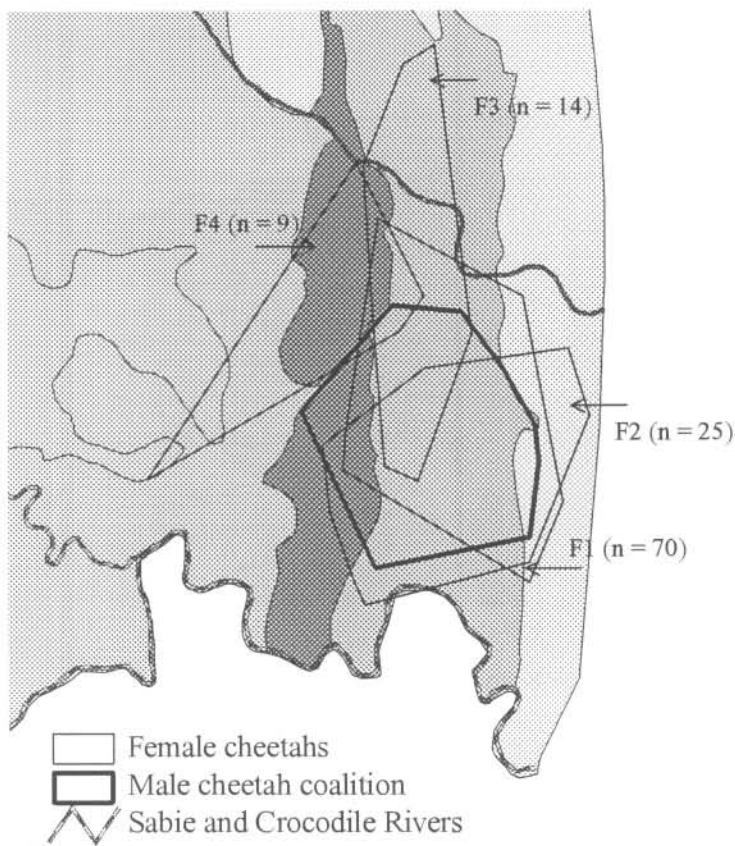 F3 (n = 14)
F4 (n = 9)
F2 (n = 25)
F1 (n = 70)
Female cheetahs
Male cheetah coalition
Sabie and Crocodile Rivers